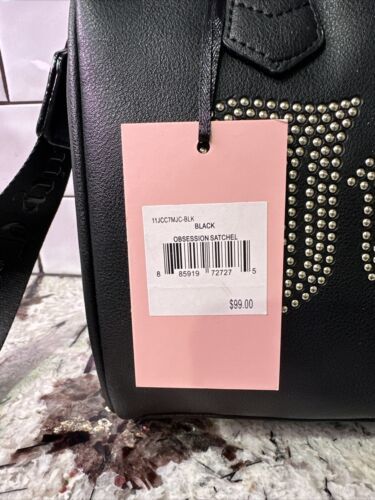 11JCC7MJC-BLK
BLACK
OBSESSION SATCHEL
8 85919 72727 5
$99.00